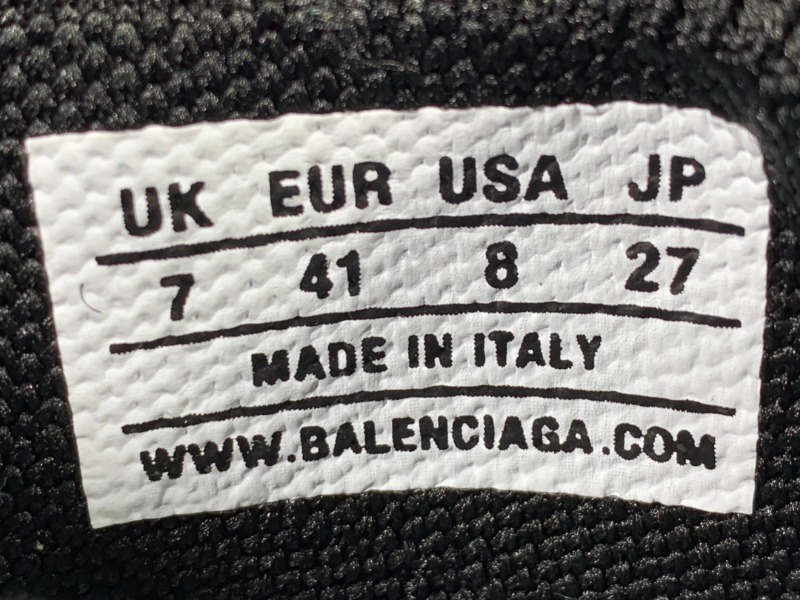 UK EUR USA JP
7 41 8 27
MADE IN ITALY
WWW.BALENCIAGA.COM